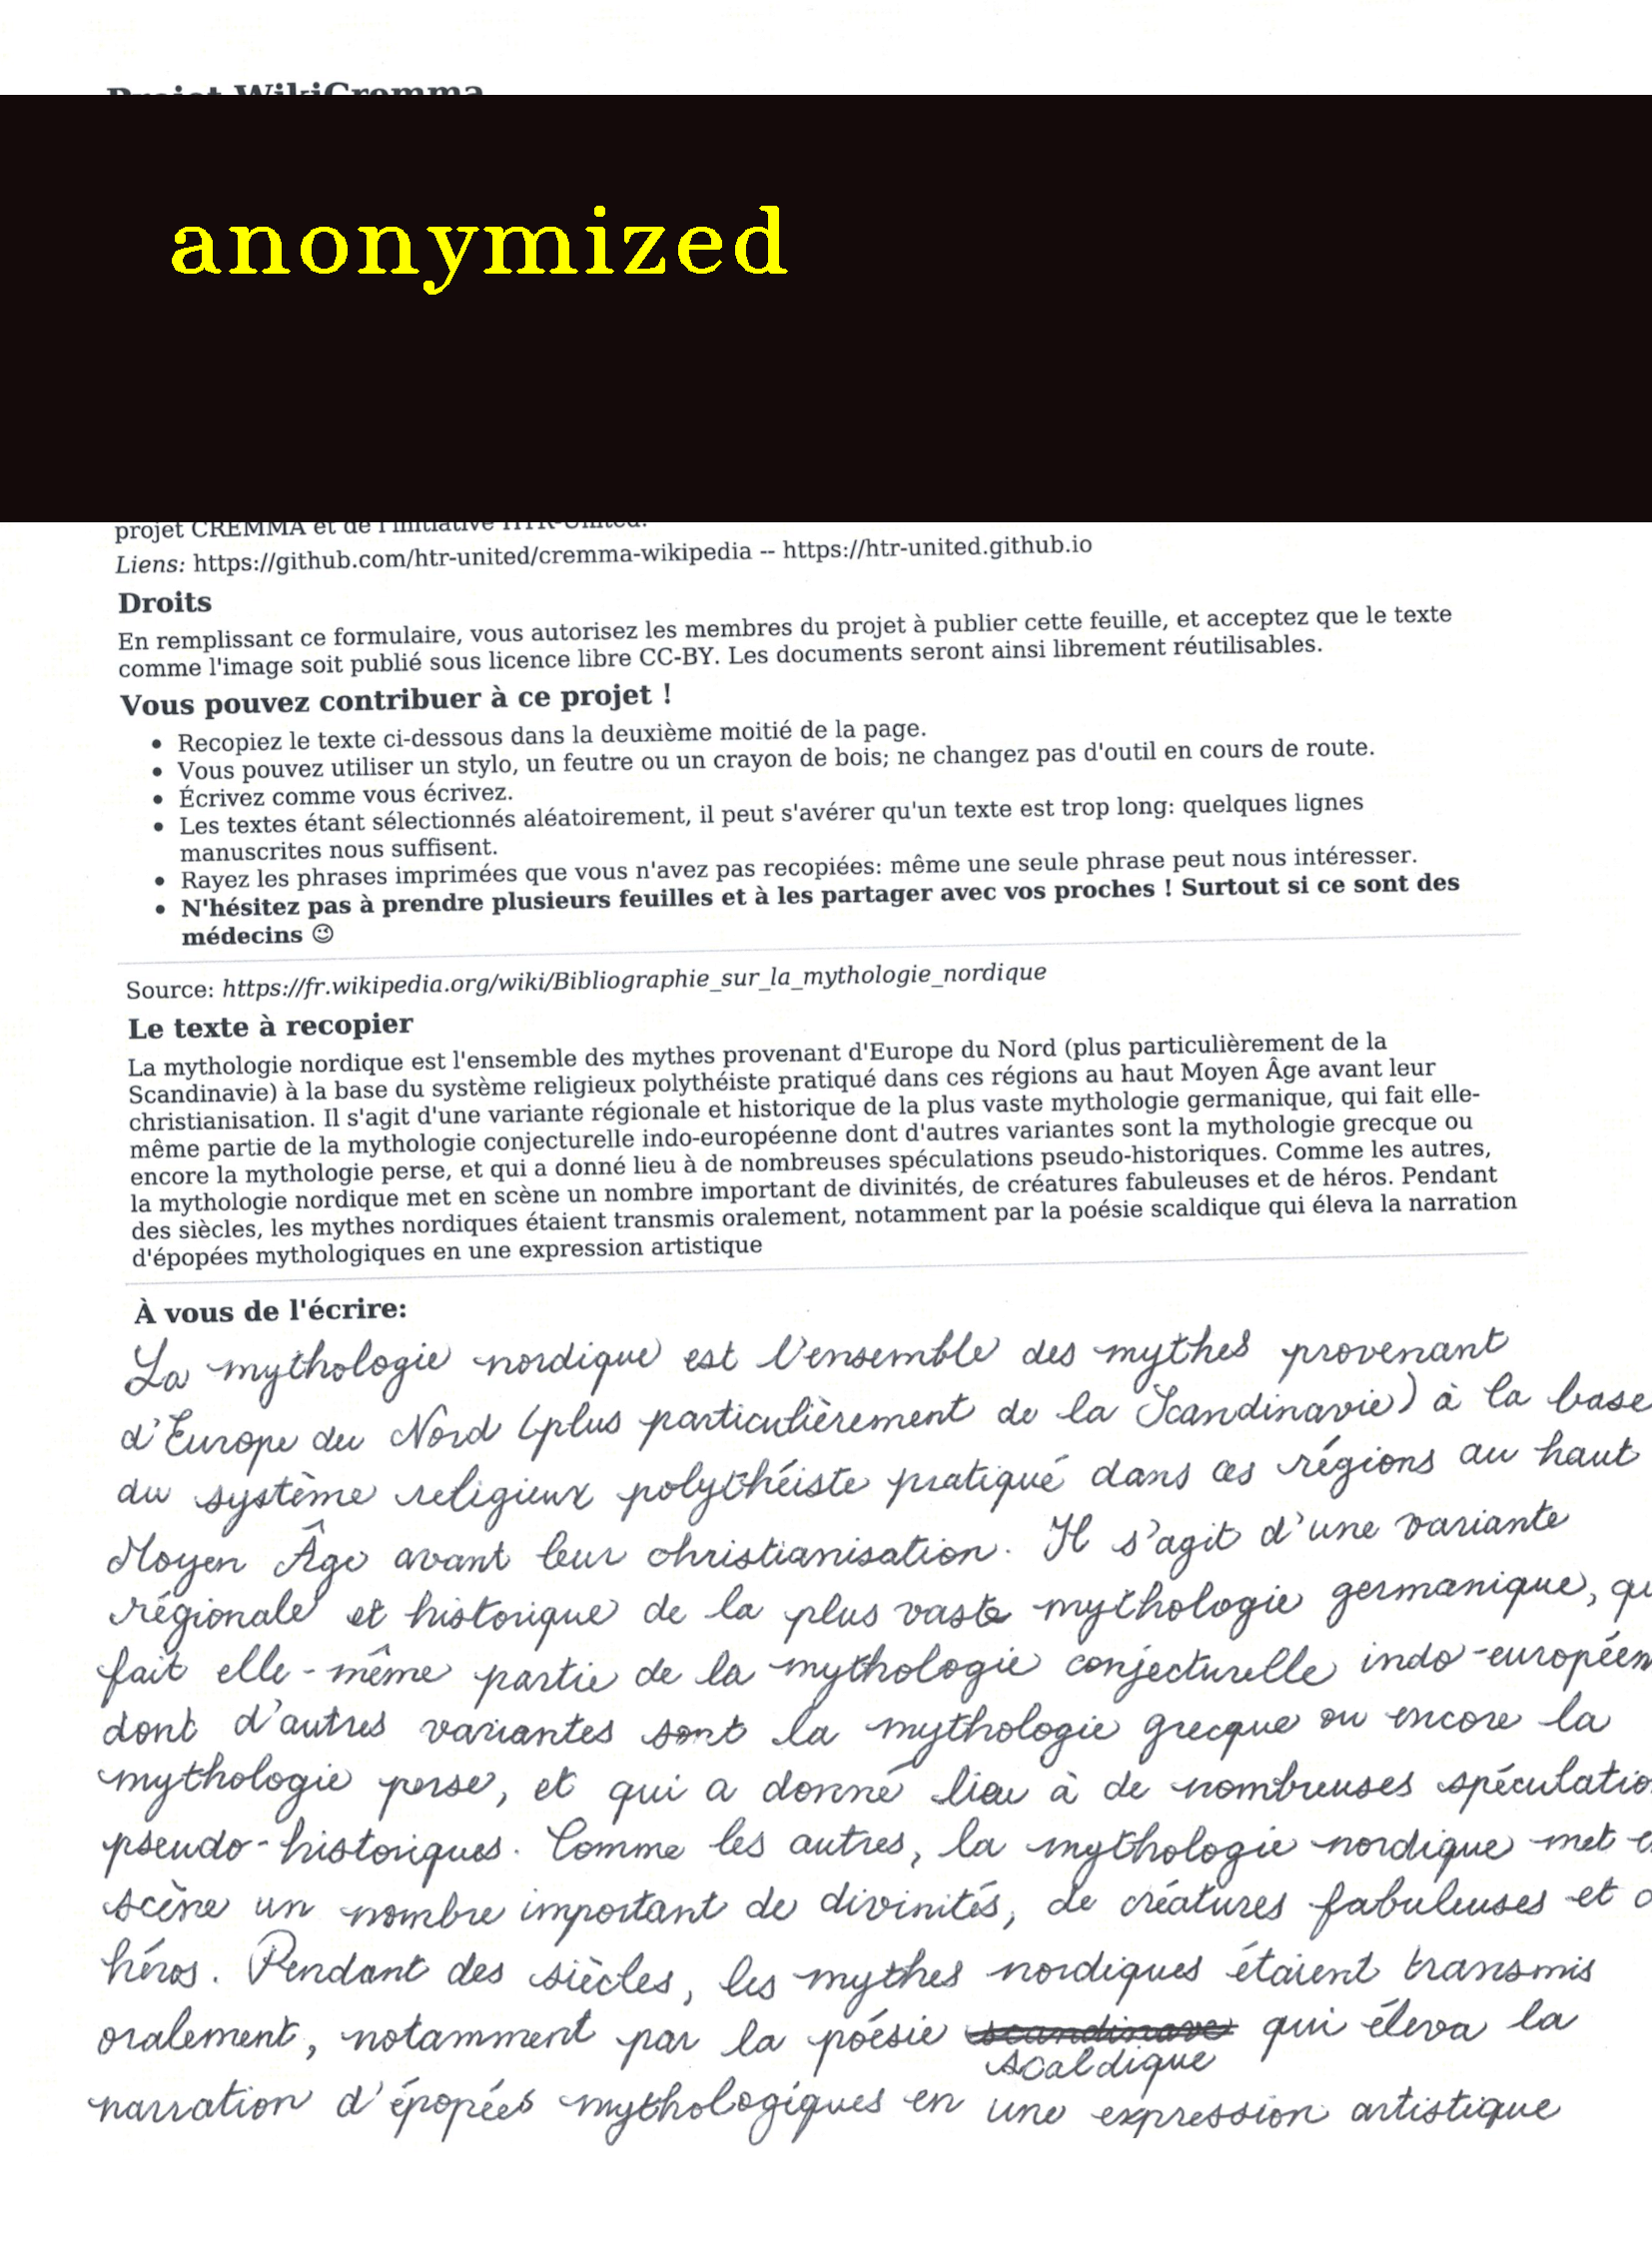 Projet WikiCremma
anonymized
projet CREMMA et de l'initiative HTR-United.
Liens: https://github.com/htr-united/cremma-wikipedia -- https://htr-united.github.io
Droits
En remplissant ce formulaire, vous autorisez les membres du projet à publier cette feuille, et acceptez que le texte
comme l'image soit publié sous licence libre CC-BY. Les documents seront ainsi librement réutilisables.
Vous pouvez contribuer à ce projet !
• Recopiez le texte ci-dessous dans la deuxième moitié de la page.
• Vous pouvez utiliser un stylo, un feutre ou un crayon de bois; ne changez pas d'outil en cours de route.
• Écrivez comme vous écrivez.
• Les textes étant sélectionnés aléatoirement, il peut s'avérer qu'un texte est trop long: quelques lignes
manuscrites nous suffisent.
• Rayez les phrases imprimées que vous n'avez pas recopiées: même une seule phrase peut nous intéresser.
• N'hésitez pas à prendre plusieurs feuilles et à les partager avec vos proches ! Surtout si ce sont des
médecins 😉
Source: https://fr.wikipedia.org/wiki/Bibliographie_sur_la_mythologie_nordique
Le texte à recopier
La mythologie nordique est l'ensemble des mythes provenant d'Europe du Nord (plus particulièrement de la
Scandinavie) à la base du système religieux polythéiste pratiqué dans ces régions au haut Moyen Âge avant leur
christianisation. Il s'agit d'une variante régionale et historique de la plus vaste mythologie germanique, qui fait elle-
même partie de la mythologie conjecturelle indo-européenne dont d'autres variantes sont la mythologie grecque ou
encore la mythologie perse, et qui a donné lieu à de nombreuses spéculations pseudo-historiques. Comme les autres,
la mythologie nordique met en scène un nombre important de divinités, de créatures fabuleuses et de héros. Pendant
des siècles, les mythes nordiques étaient transmis oralement, notamment par la poésie scaldique qui éleva la narration
d'épopées mythologiques en une expression artistique
À vous de l'écrire:
La mythologie nordique est l'ensemble des mythes provenant
d'Europe du Nord (plus particulièrement de la Scandinavie) à la base
du système religieux polythéiste pratiqué dans ces régions au haut
Moyen Âge avant leur christianisation. Il s'agit d'une variante
régionale et historique de la plus vaste mythologie germanique, qu
fait elle-même partie de la mythologie conjecturelle indo-européen
dont d'autres variantes sont la mythologie grecque ou encore la
mythologie perse, et qui a donné lieu à de nombreuses spéculatio
pseudo-historiques. Comme les autres, la mythologie nordique met e
scène un nombre important de divinités, de créatures fabuleuses et d
héros. Pendant des siècles, les mythes nordiques étaient transmis
oralement, notamment par la poésie scandinave qui éleva la
scaldique
narration d'épopées mythologiques en une expression artistique